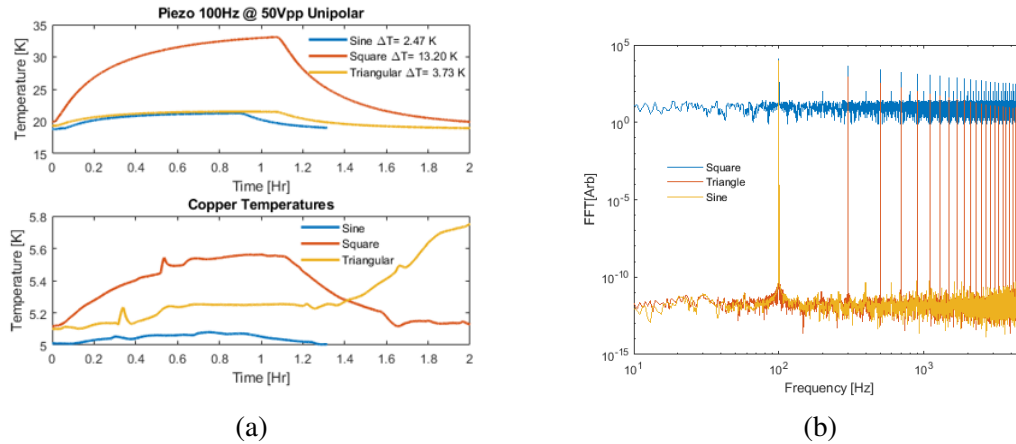 Piezo 100Hz @ 50Vpp Unipolar
Temperature [K]
35
30
25
20
15
Sine ΔT= 2.47 K
Square ΔT= 13.20 K
Triangular ΔT= 3.73 K
0 0.2 0.4 0.6 0.8 1 1.2 1.4 1.6 1.8 2
Time [Hr]
Copper Temperatures
Temperature [K]
5.8
5.6
5.4
5.2
5
Sine
Square
Triangular
0 0.2 0.4 0.6 0.8 1 1.2 1.4 1.6 1.8 2
Time [Hr]
(a)
FFT[Arb]
10^5
10^0
10^-5
10^-10
10^-15
Square
Triangle
Sine
10^1 10^2 10^3
Frequency [Hz]
(b)